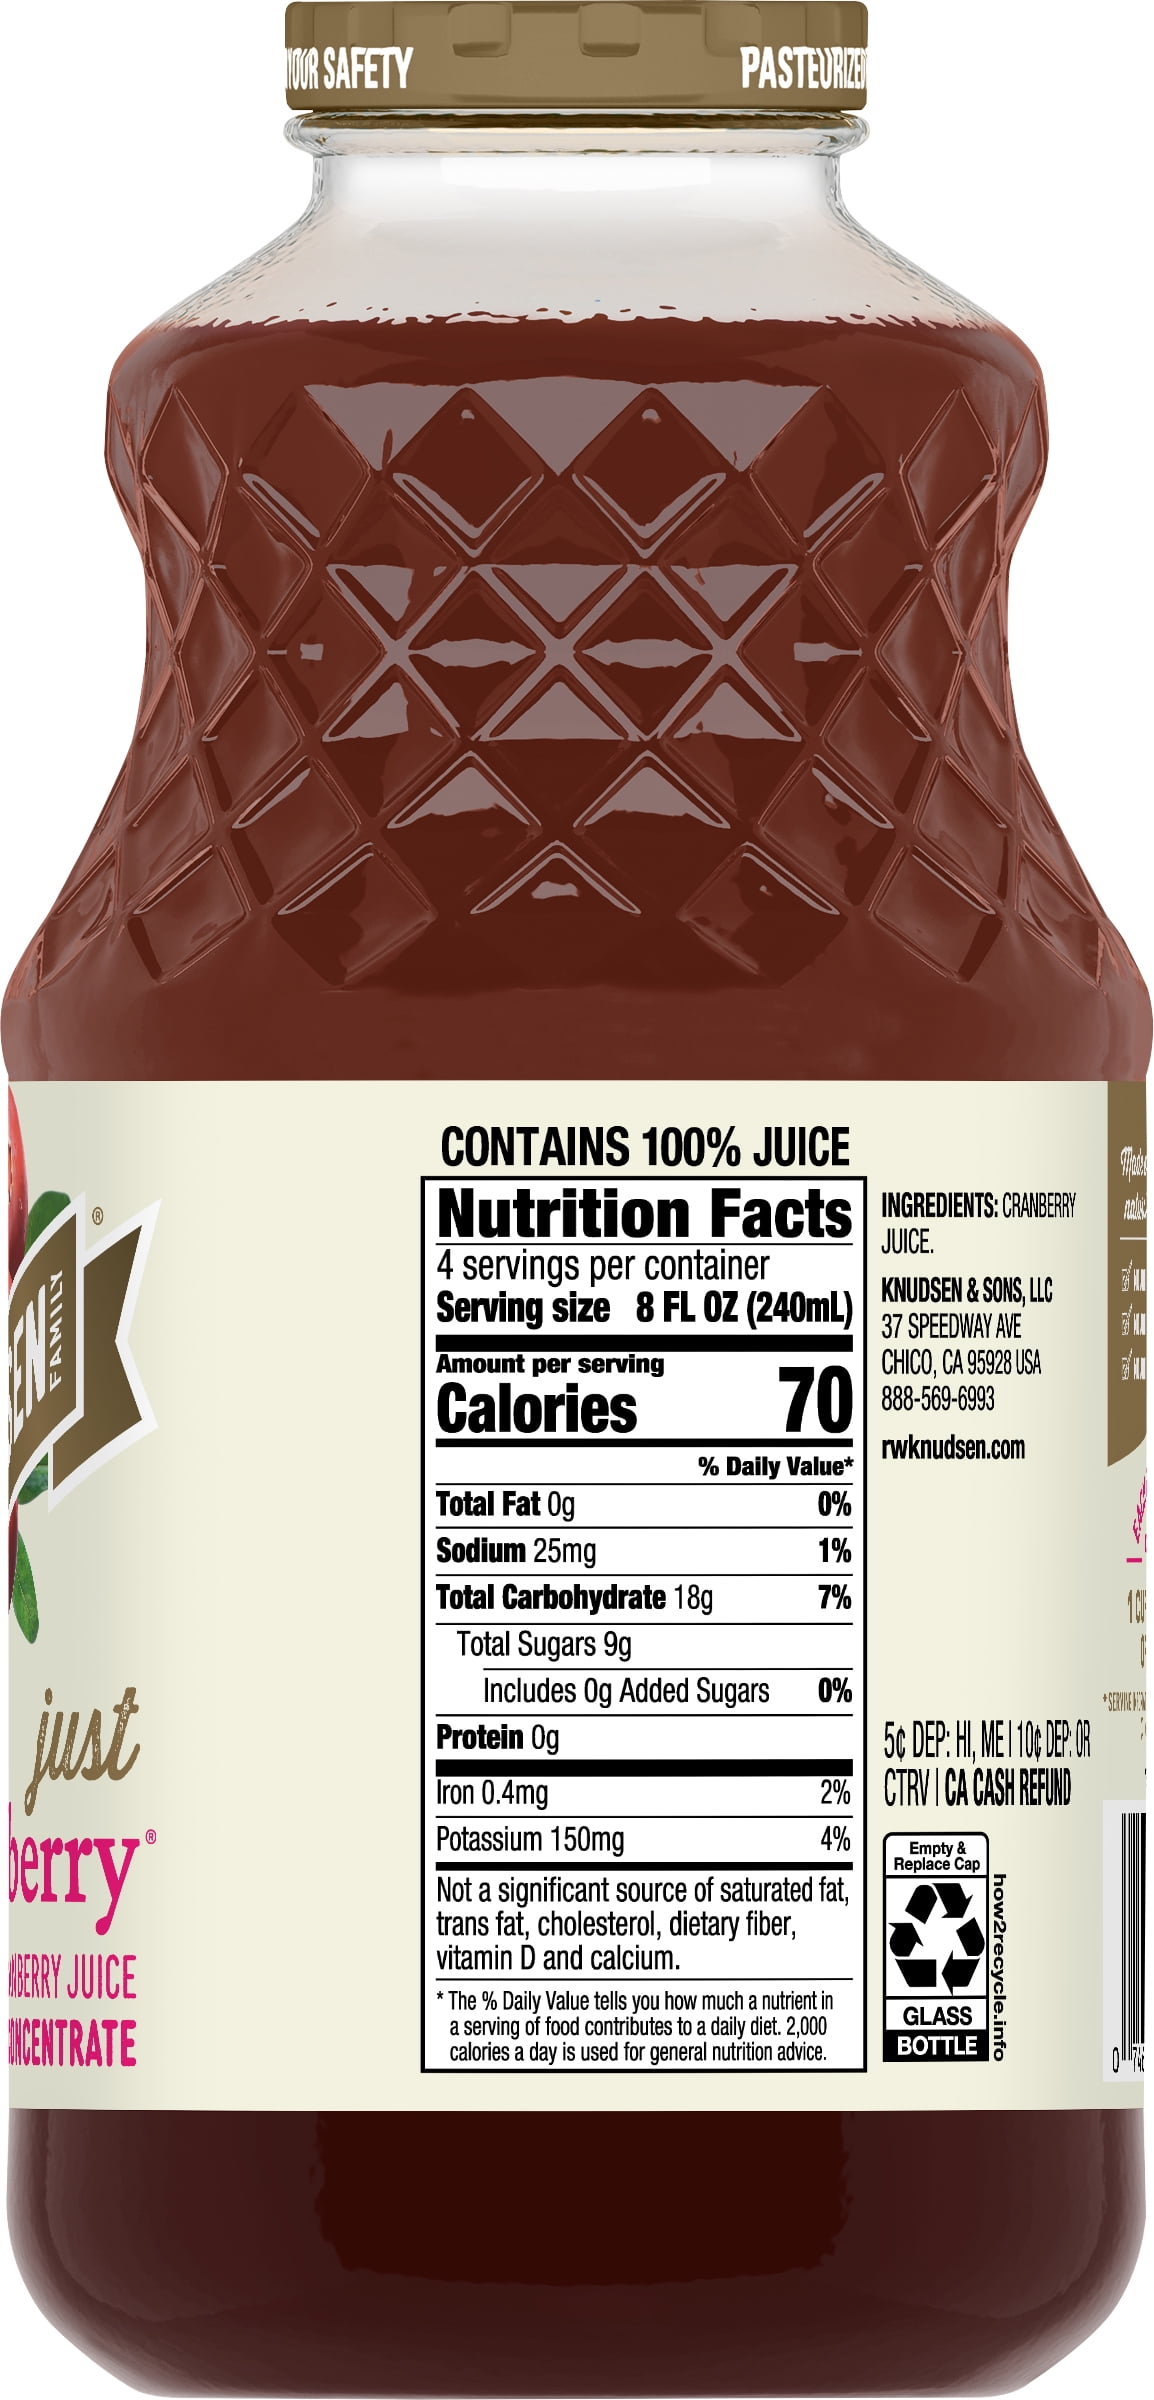 YOUR SAFETY
PASTEURIZED
CONTAINS 100% JUICE
Nutrition Facts
4 servings per container
Serving size 8 FL OZ (240mL)
Amount per serving
Calories 70
% Daily Value*
Total Fat 0g 0%
Sodium 25mg 1%
Total Carbohydrate 18g 7%
Total Sugars 9g
Includes 0g Added Sugars 0%
Protein 0g
Iron 0.4mg 2%
Potassium 150mg 4%
Not a significant source of saturated fat,
trans fat, cholesterol, dietary fiber,
vitamin D and calcium.
* The % Daily Value tells you how much a nutrient in
a serving of food contributes to a daily diet. 2,000
calories a day is used for general nutrition advice.
INGREDIENTS: CRANBERRY
JUICE.
KNUDSEN & SONS, LLC
37 SPEEDWAY AVE
CHICO, CA 95928 USA
888-569-6993
rwknudsen.com
5¢ DEP: HI, ME | 10¢ DEP: OR
CTRV | CA CASH REFUND
Empty &
Replace Cap
GLASS
BOTTLE
how2recycle.info
FAMILY
®
just
berry®
JUICE